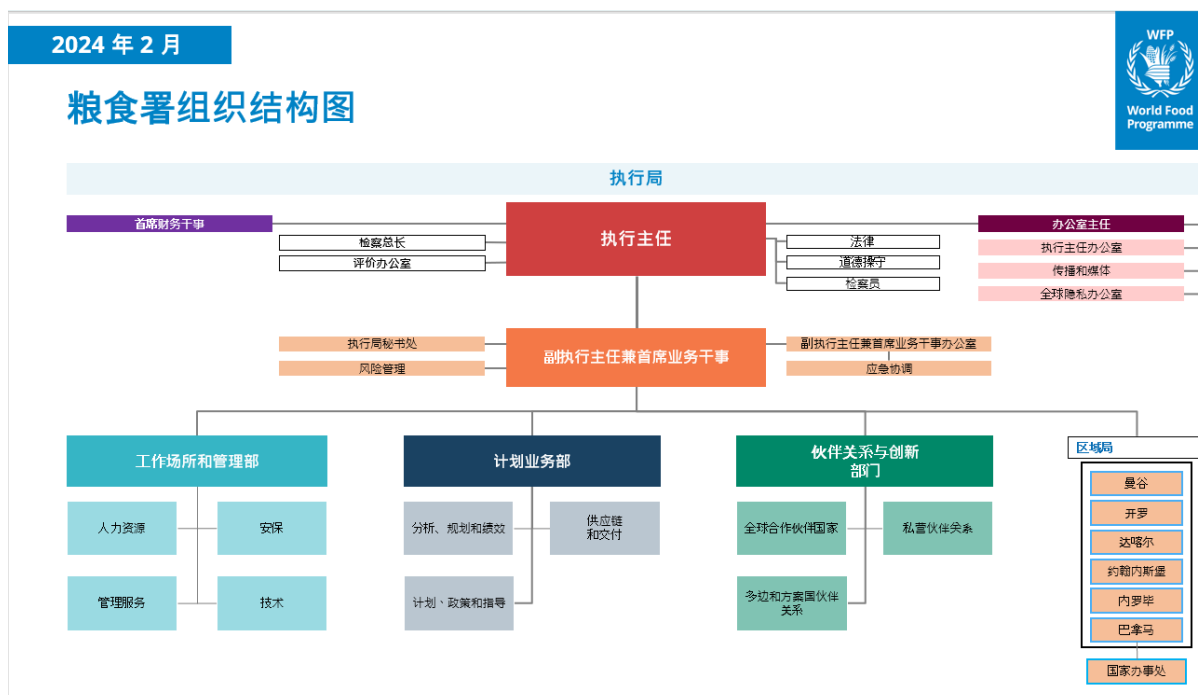 2024 年 2 月
WFP
World Food
Programme
粮食署组织结构图
执行局
首席财务干事
检察总长
评价办公室
执行主任
法律
道德操守
检察员
办公室主任
执行主任办公室
传播和媒体
全球隐私办公室
执行局秘书处
风险管理
副执行主任兼首席业务干事
副执行主任兼首席业务干事办公室
应急协调
工作场所和管理部
人力资源
安保
管理服务
技术
计划业务部
分析、规划和绩效
供应链
和交付
计划、政策和指导
伙伴关系与创新
部门
全球合作伙伴国家
私营伙伴关系
多边和方案国伙伴
关系
区域局
曼谷
开罗
达喀尔
约翰内斯堡
内罗毕
巴拿马
国家办事处